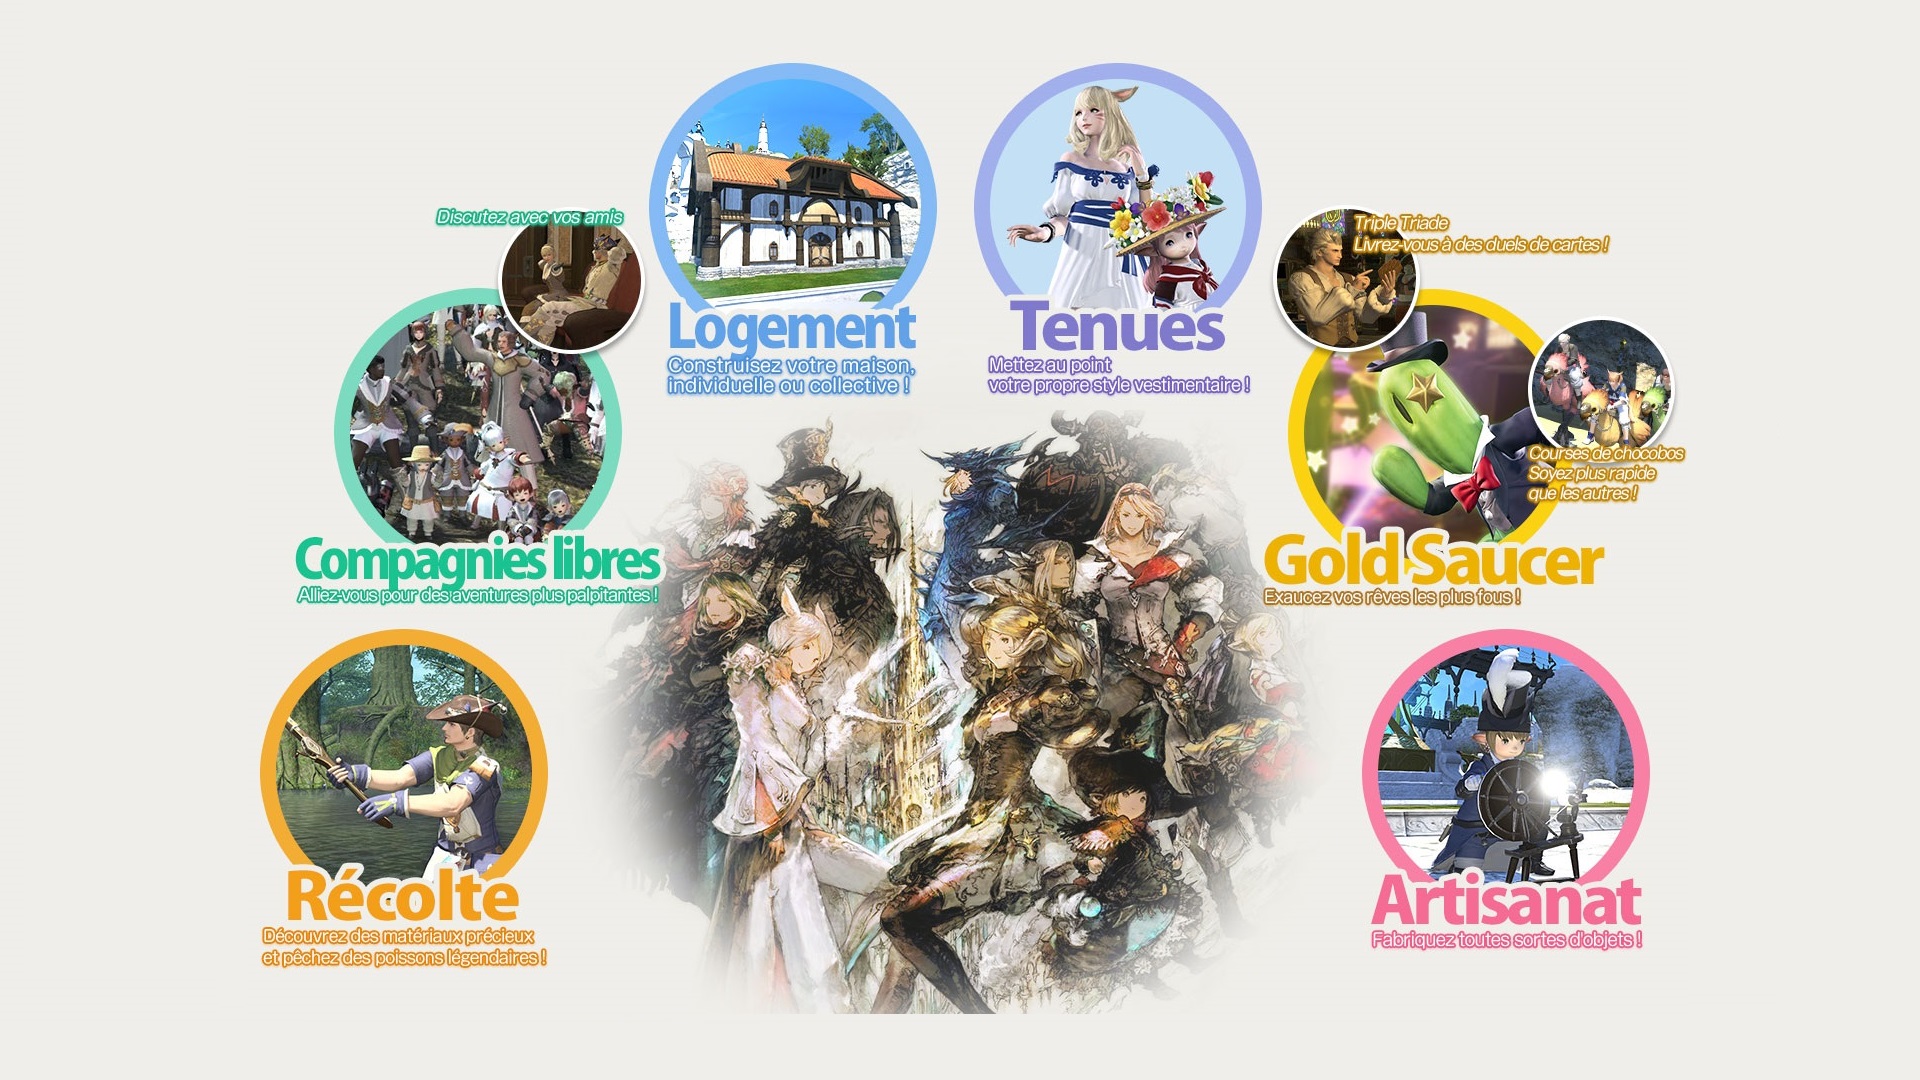 Logement
Construisez votre maison,
individuelle ou collective !
Tenues
Mettez au point
votre propre style vestimentaire !
Discutez avec vos amis
Compagnies libres
Alliez-vous pour des aventures plus palpitantes !
Triple Triade
Livrez-vous à des duels de cartes !
Courses de chocobos
Soyez plus rapide
que les autres !
Gold Saucer
Exaucez vos rêves les plus fous !
Récolte
Découvrez des matériaux précieux
et pêchez des poissons légendaires !
Artisanat
Fabriquez toutes sortes d'objets !